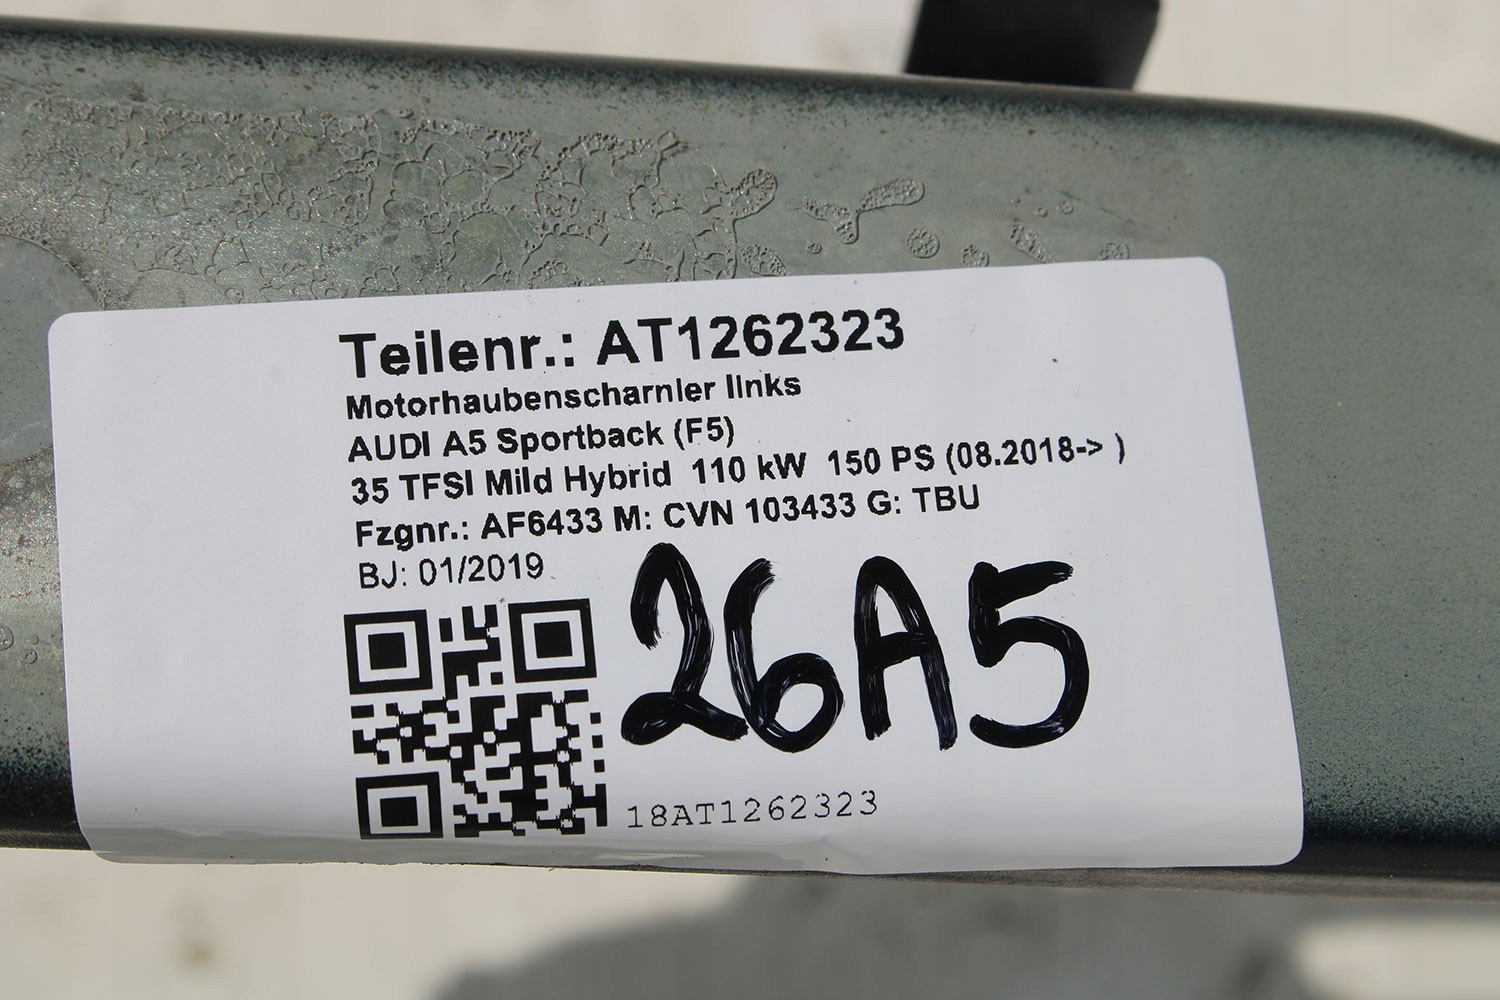 Teilenr.: AT1262323
Motorhaubenscharnier links
AUDI A5 Sportback (F5)
35 TFSI Mild Hybrid 110 kW 150 PS (08.2018-> )
Fzgnr.: AF6433 M: CVN 103433 G: TBU
BJ: 01/2019
26A5
18AT1262323